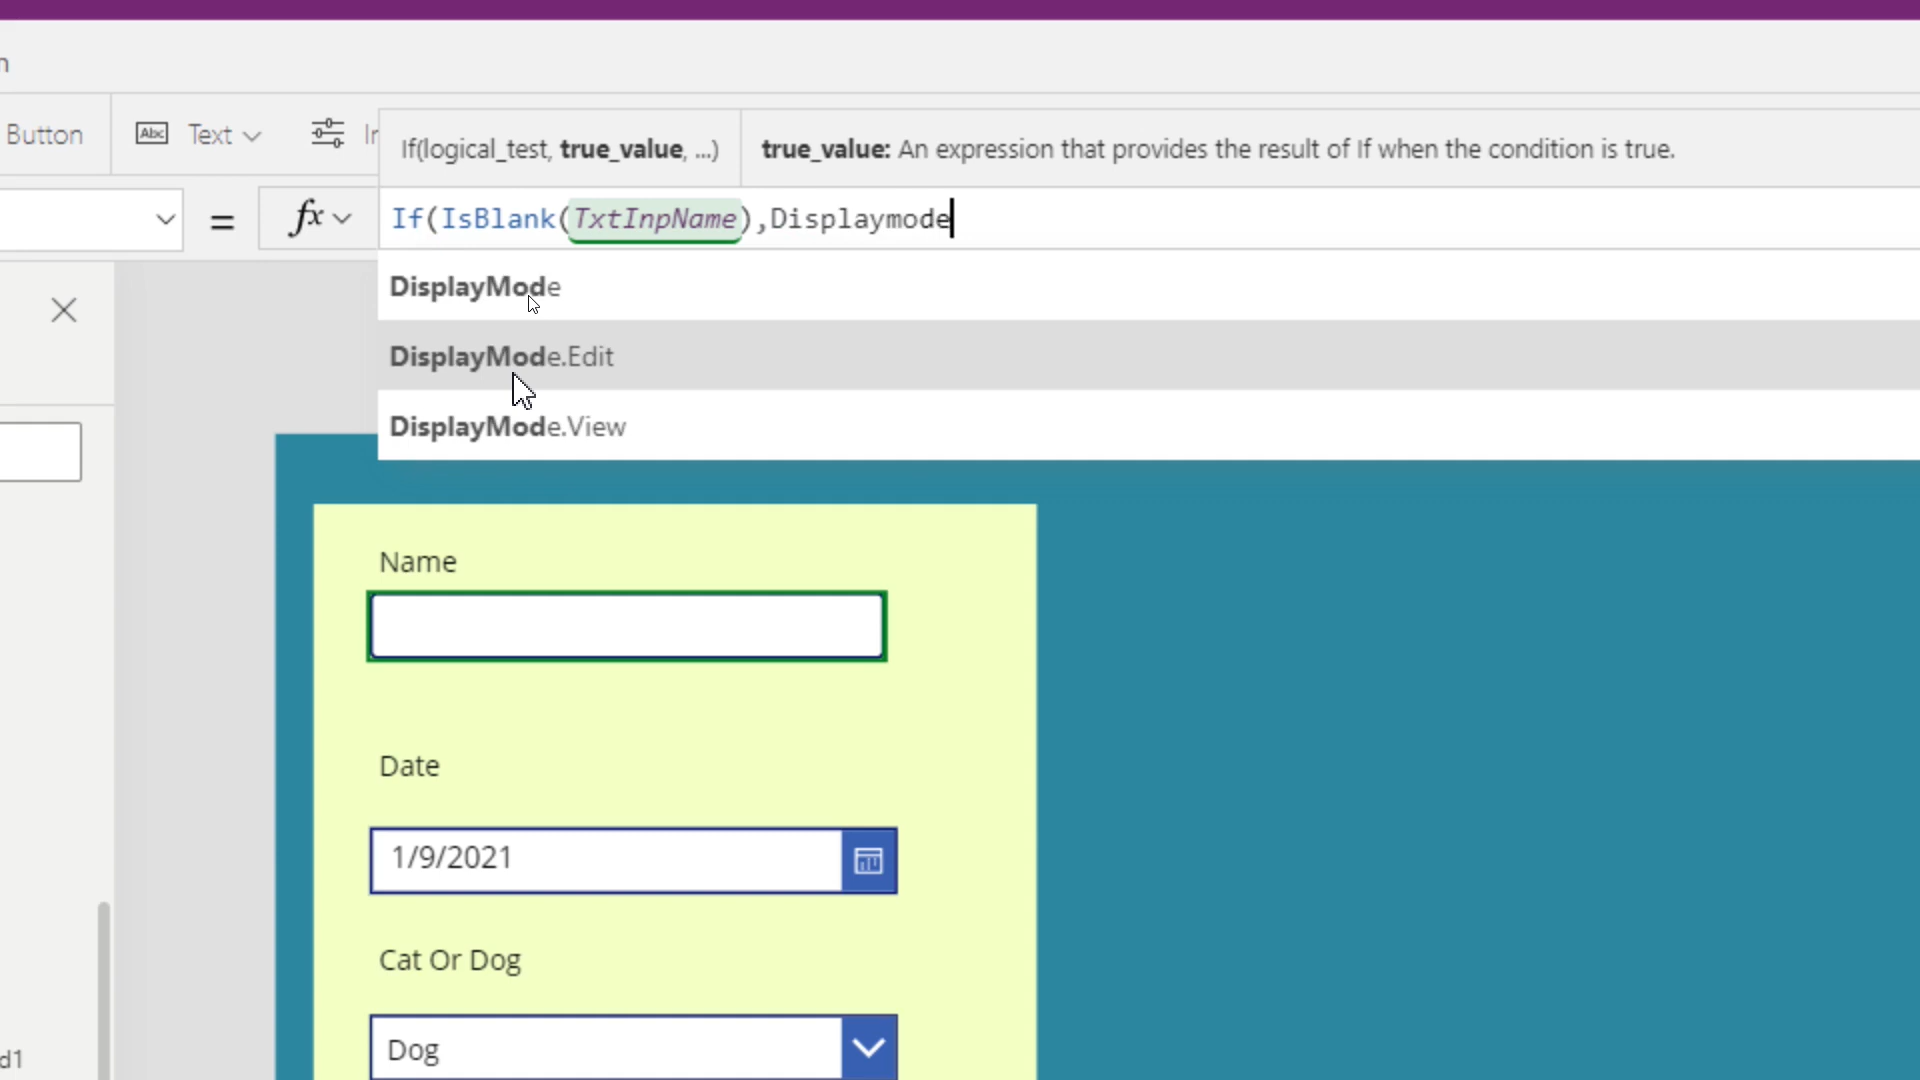 n
Button
Abc Text
If(logical_test, true_value, ...)
true_value: An expression that provides the result of If when the condition is true.
= fx If(IsBlank(TxtInpName),Displaymode
DisplayMode
DisplayMode.Edit
DisplayMode.View
Name
Date
1/9/2021
Cat Or Dog
Dog
d1